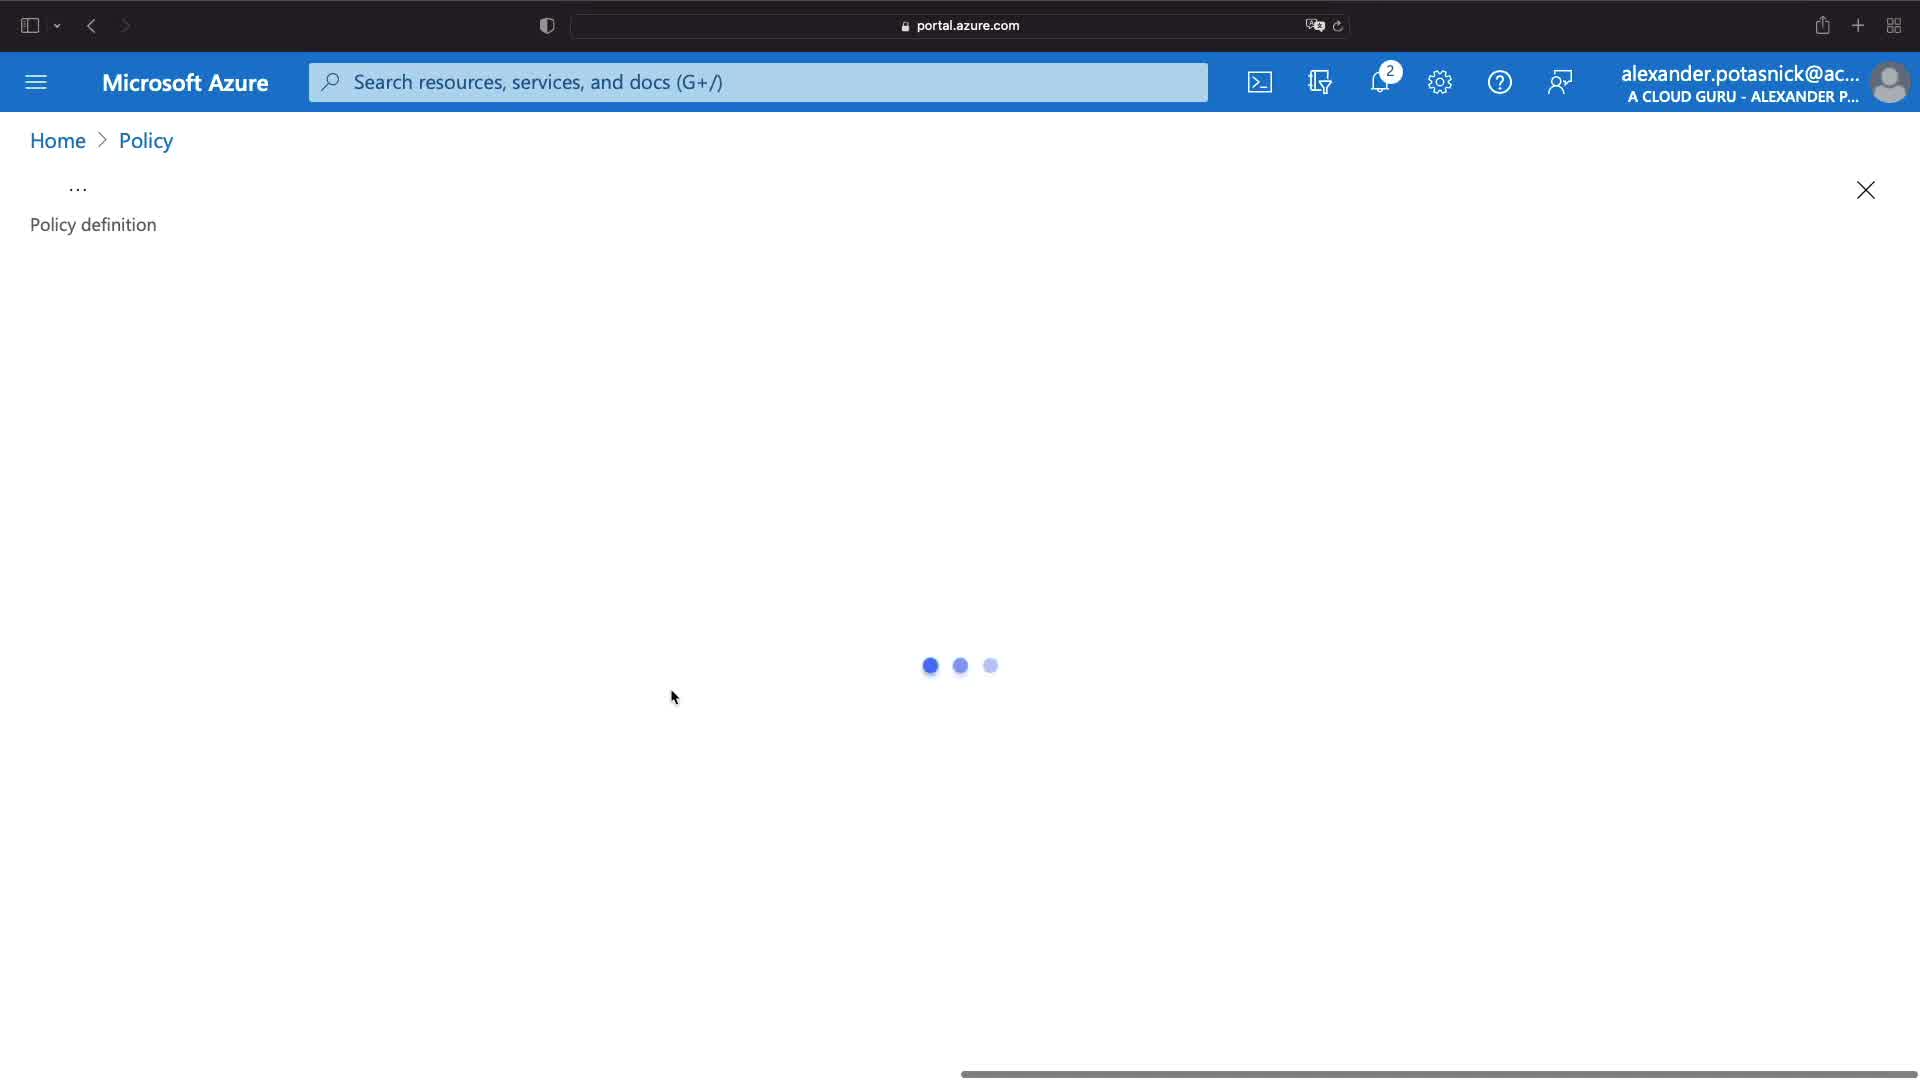 portal.azure.com
Microsoft Azure
Search resources, services, and docs (G+/)
2
alexander.potasnick@ac...
A CLOUD GURU - ALEXANDER P...
Home > Policy
...
Policy definition